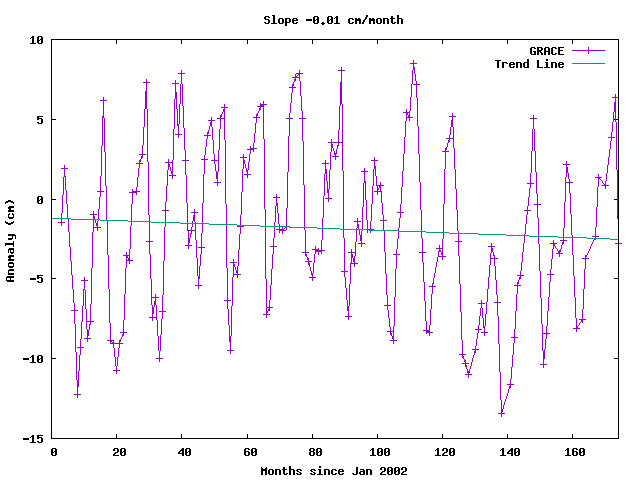 Slope -0.01 cm/month
GRACE
Trend Line
10
5
0
-5
-10
-15
Anomaly (cm)
0 20 40 60 80 100 120 140 160
Months since Jan 2002